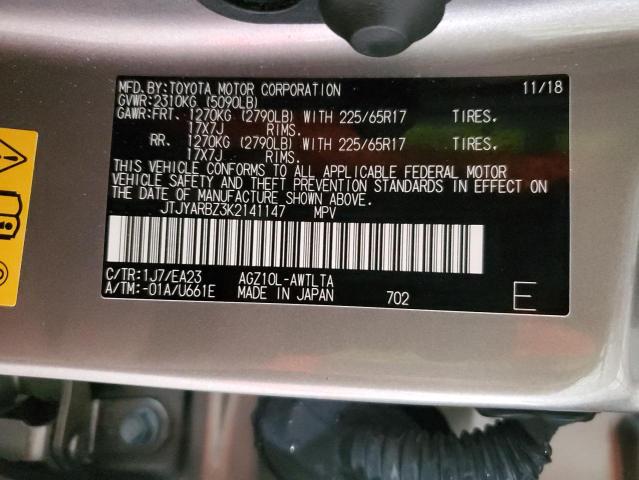 MFD.BY:TOYOTA MOTOR CORPORATION 11/18
GVWR:2310KG (5090LB)
GAWR:FRT. 1270KG (2790LB) WITH 225/65R17 TIRES.
17X7J RIMS.
RR. 1270KG (2790LB) WITH 225/65R17 TIRES.
17X7J RIMS.
THIS VEHICLE CONFORMS TO ALL APPLICABLE FEDERAL MOTOR
VEHICLE SAFETY AND THEFT PREVENTION STANDARDS IN EFFECT ON
THE DATE OF MANUFACTURE SHOWN ABOVE.
JTJYARBZ3K2141147 MPV
C/TR:1J7/EA23 AGZ10L-AWTLTA
A/TM:-01A/U661E MADE IN JAPAN 702 E